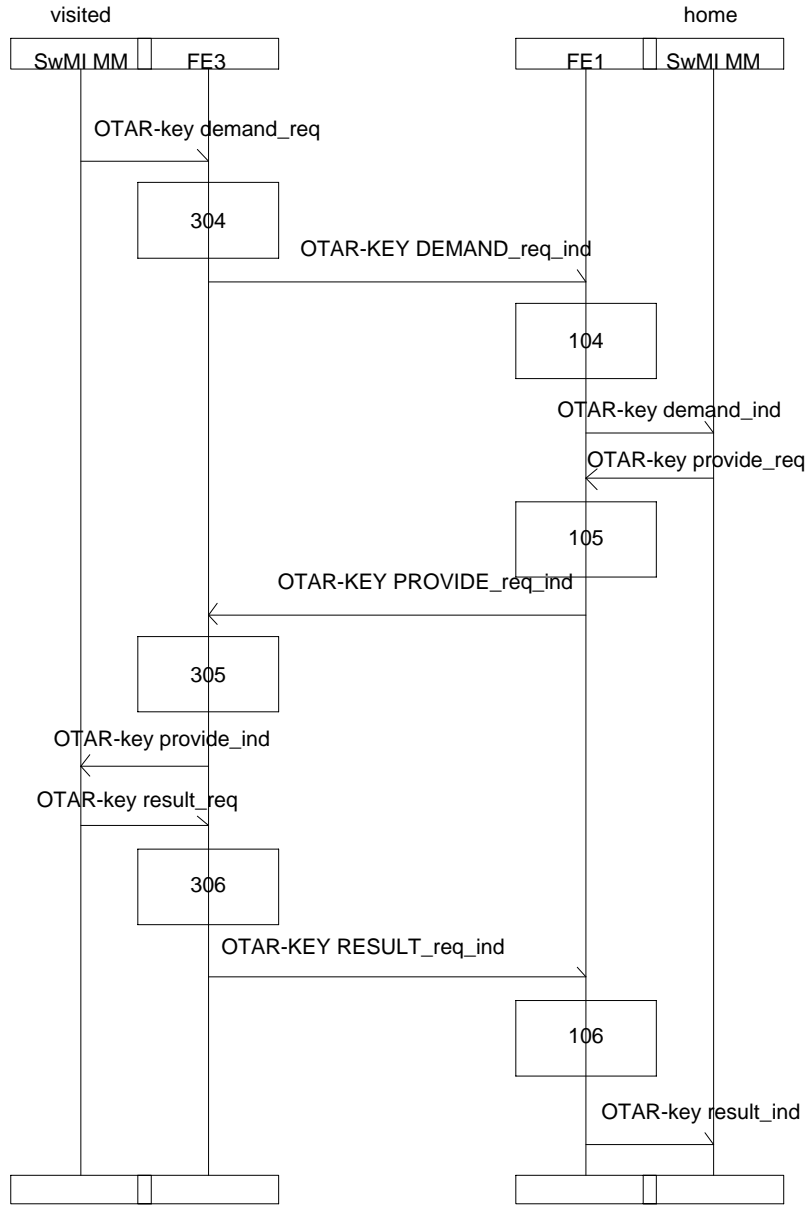 visited home
SwMI MM FE3 FE1 SwMI MM
OTAR-key demand_req
304
OTAR-KEY DEMAND_req_ind
104
OTAR-key demand_ind
OTAR-key provide_req
105
OTAR-KEY PROVIDE_req_ind
305
OTAR-key provide_ind
OTAR-key result_req
306
OTAR-KEY RESULT_req_ind
106
OTAR-key result_ind